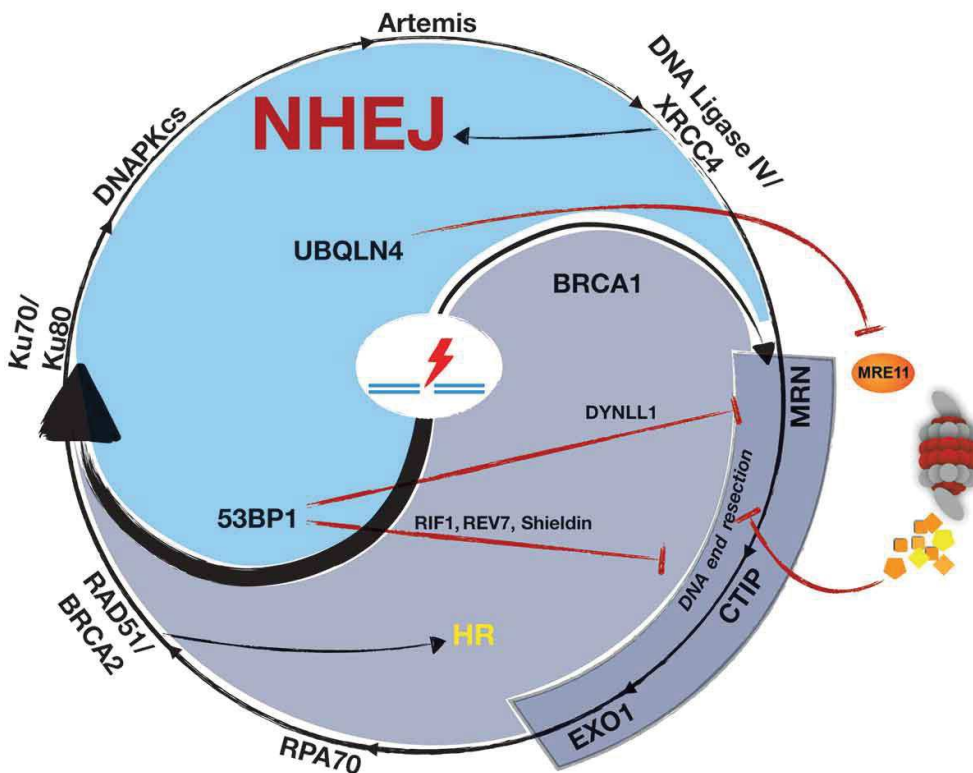 Artemis
DNAPKcs
DNA Ligase IV/
XRCC4
NHEJ
UBQLN4
BRCA1
Ku70/
Ku80
MRE11
MRN
DYNLL1
53BP1
RIF1, REV7, Shieldin
DNA end resection
CTIP
RAD51/
BRCA2
HR
EXO1
RPA70